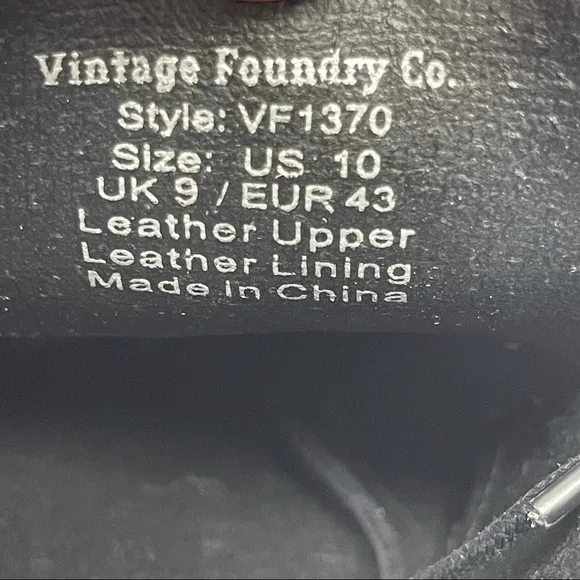 Vintage Foundry Co.
Style: VF1370
Size: US 10
UK 9 / EUR 43
Leather Upper
Leather Lining
Made in China